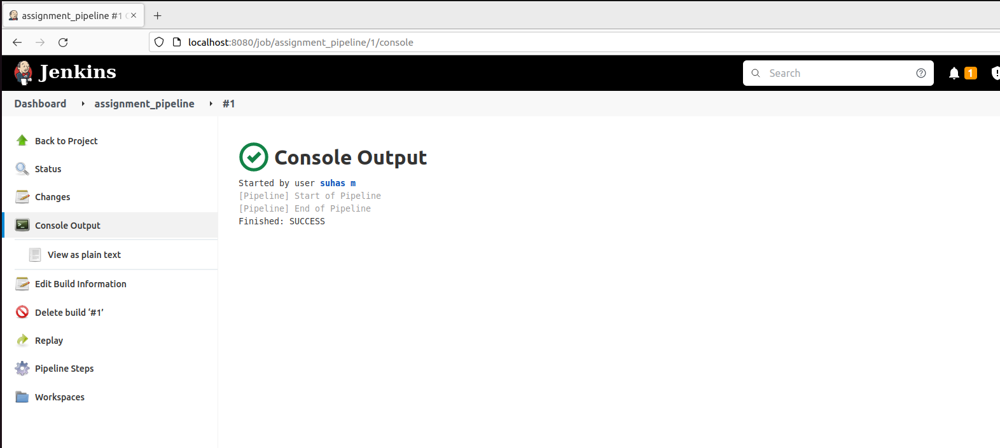 assignment_pipeline #1
localhost:8080/job/assignment_pipeline/1/console
Jenkins
Search
1
Dashboard
assignment_pipeline
#1
Back to Project
Status
Changes
Console Output
View as plain text
Edit Build Information
Delete build ‘#1’
Replay
Pipeline Steps
Workspaces
Console Output
Started by user suhas m
[Pipeline] Start of Pipeline
[Pipeline] End of Pipeline
Finished: SUCCESS